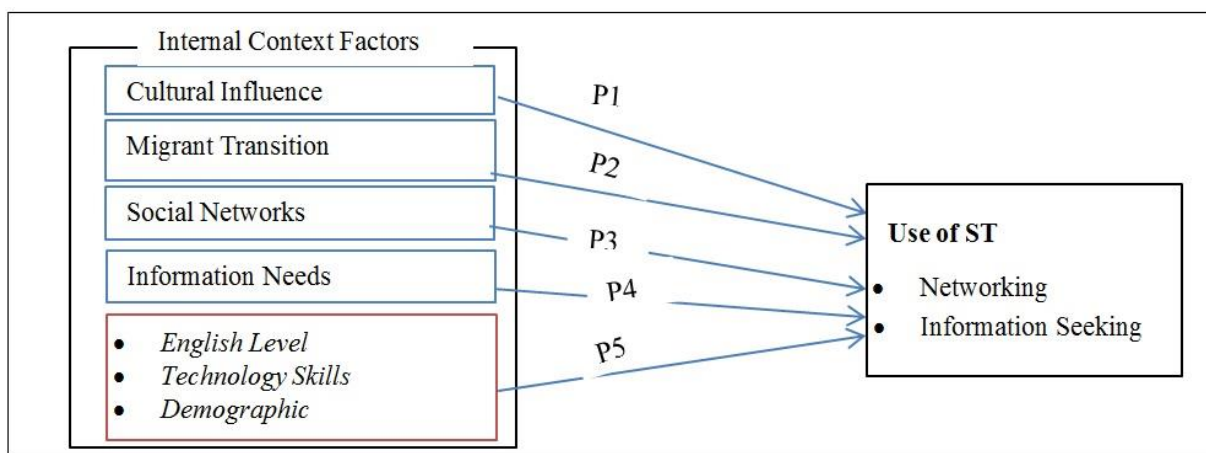 Internal Context Factors
Cultural Influence
Migrant Transition
Social Networks
Information Needs
• English Level
• Technology Skills
• Demographic
P1
P2
P3
P4
P5
Use of ST
• Networking
• Information Seeking